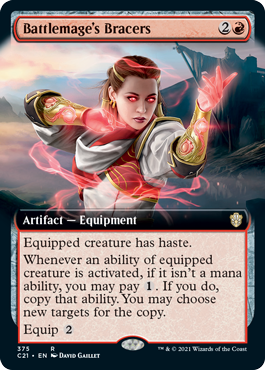 Battlemage's Bracers 2
Artifact — Equipment
Equipped creature has haste.
Whenever an ability of equipped
creature is activated, if it isn't a mana
ability, you may pay 1. If you do,
copy that ability. You may choose
new targets for the copy.
Equip 2
375 R
C21 • EN DAVID GAILLET
™ & © 2021 Wizards of the Coast